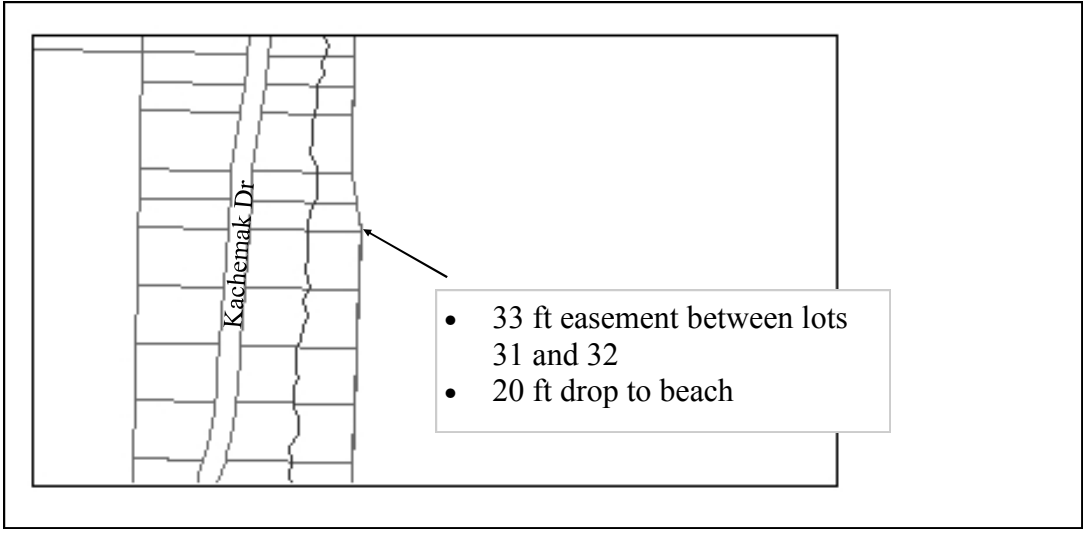 Kachemak Dr
• 33 ft easement between lots
31 and 32
• 20 ft drop to beach